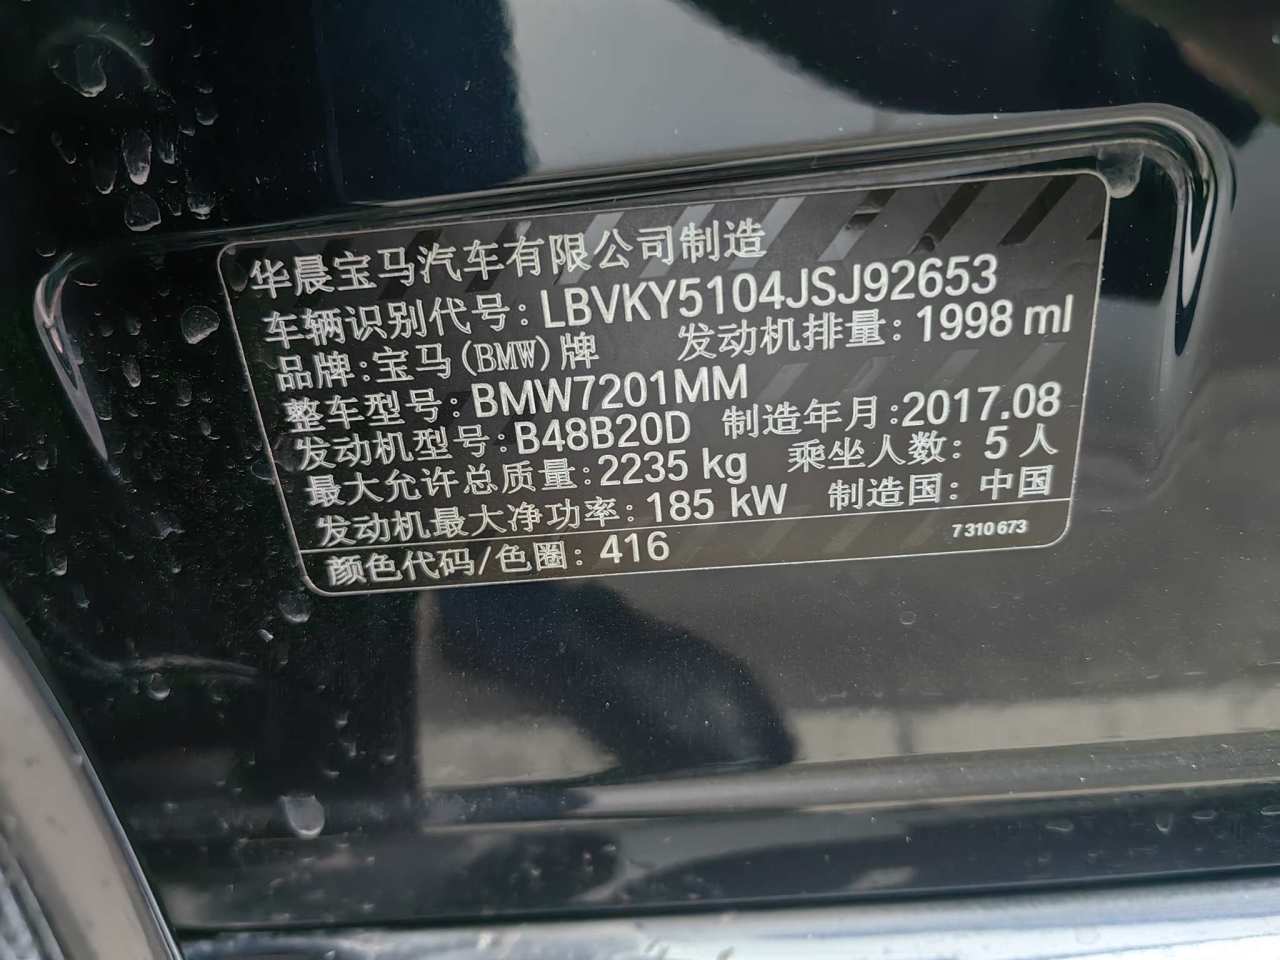 华晨宝马汽车有限公司制造
车辆识别代号: LBVKY5104JSJ92653
品牌:宝马(BMW)牌 发动机排量: 1998 ml
整车型号: BMW7201MM
发动机型号: B48B20D 制造年月:2017.08
最大允许总质量: 2235 kg 乘坐人数: 5 人
发动机最大净功率: 185 kW 制造国: 中国
颜色代码/色圈: 416 7 310 673